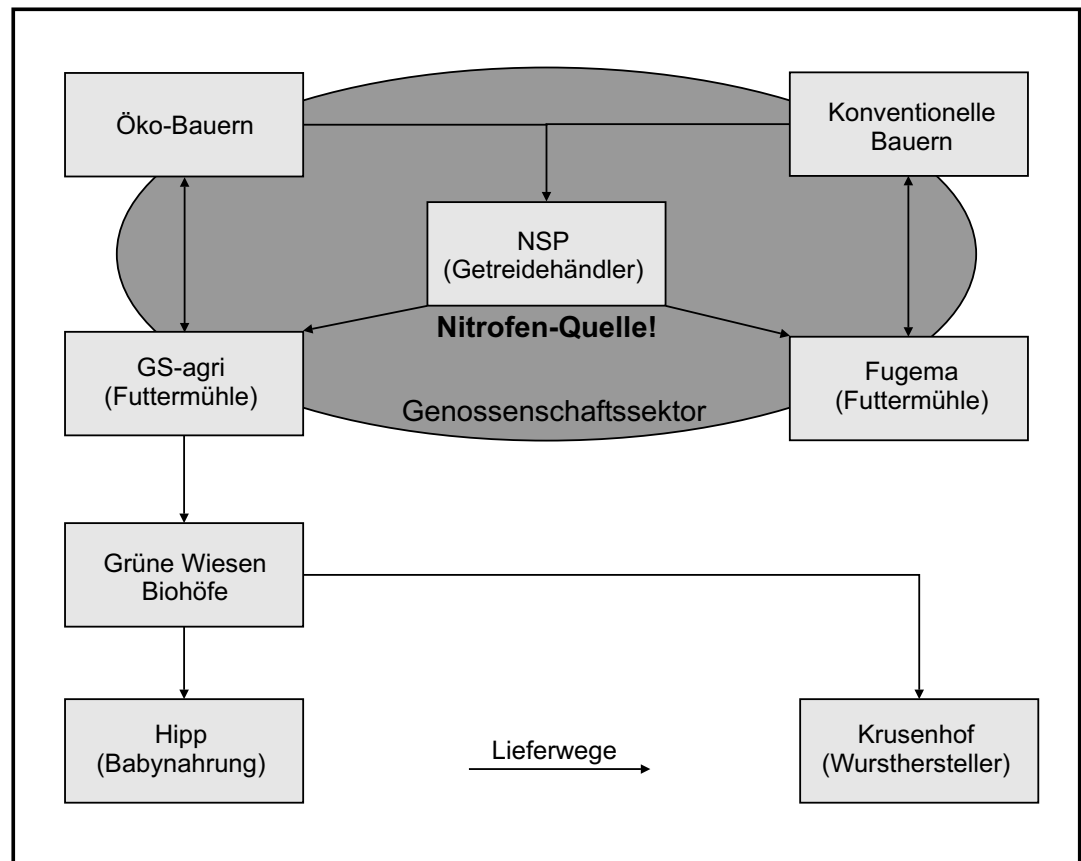 Öko-Bauern
Konventionelle
Bauern
NSP
(Getreidehändler)
Nitrofen-Quelle!
GS-agri
(Futtermühle)
Fugema
(Futtermühle)
Genossenschaftssektor
Grüne Wiesen
Biohöfe
Hipp
(Babynahrung)
Lieferwege
Krusenhof
(Wursthersteller)